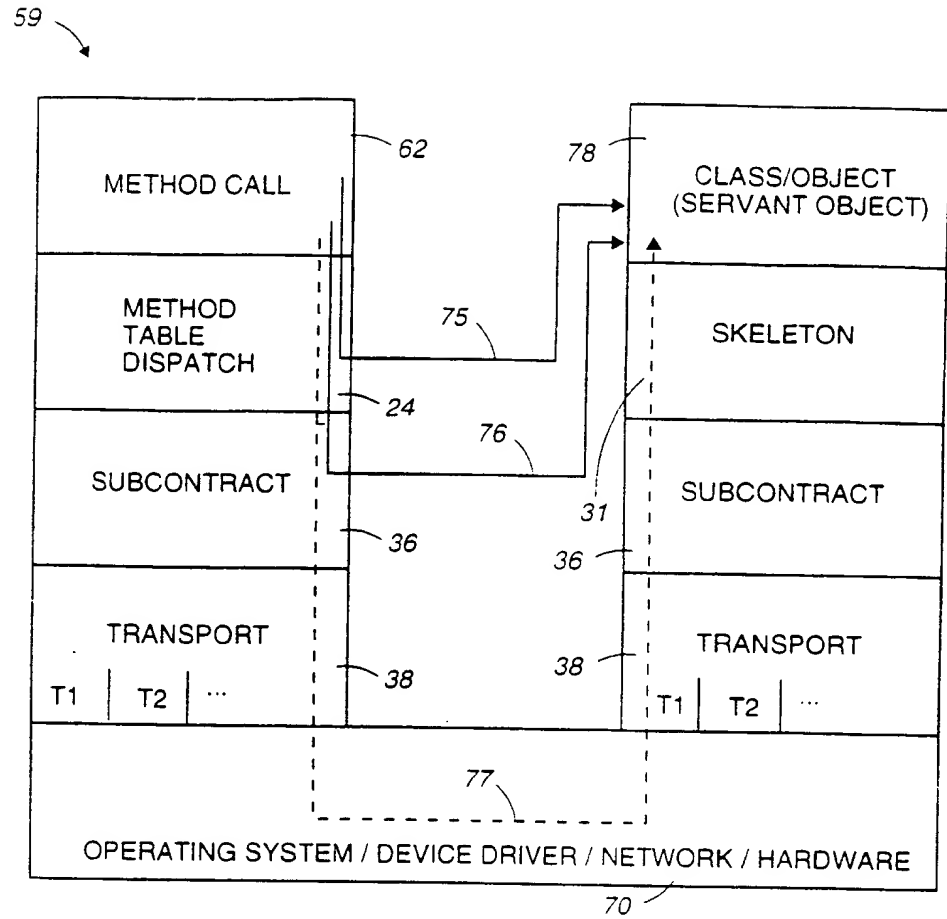 59
62
78
METHOD CALL
CLASS/OBJECT
(SERVANT OBJECT)
METHOD
TABLE
DISPATCH
75
SKELETON
24
76
SUBCONTRACT
31
SUBCONTRACT
36
36
TRANSPORT
38
38
TRANSPORT
T1
T2
...
T1
T2
...
77
OPERATING SYSTEM / DEVICE DRIVER / NETWORK / HARDWARE
70